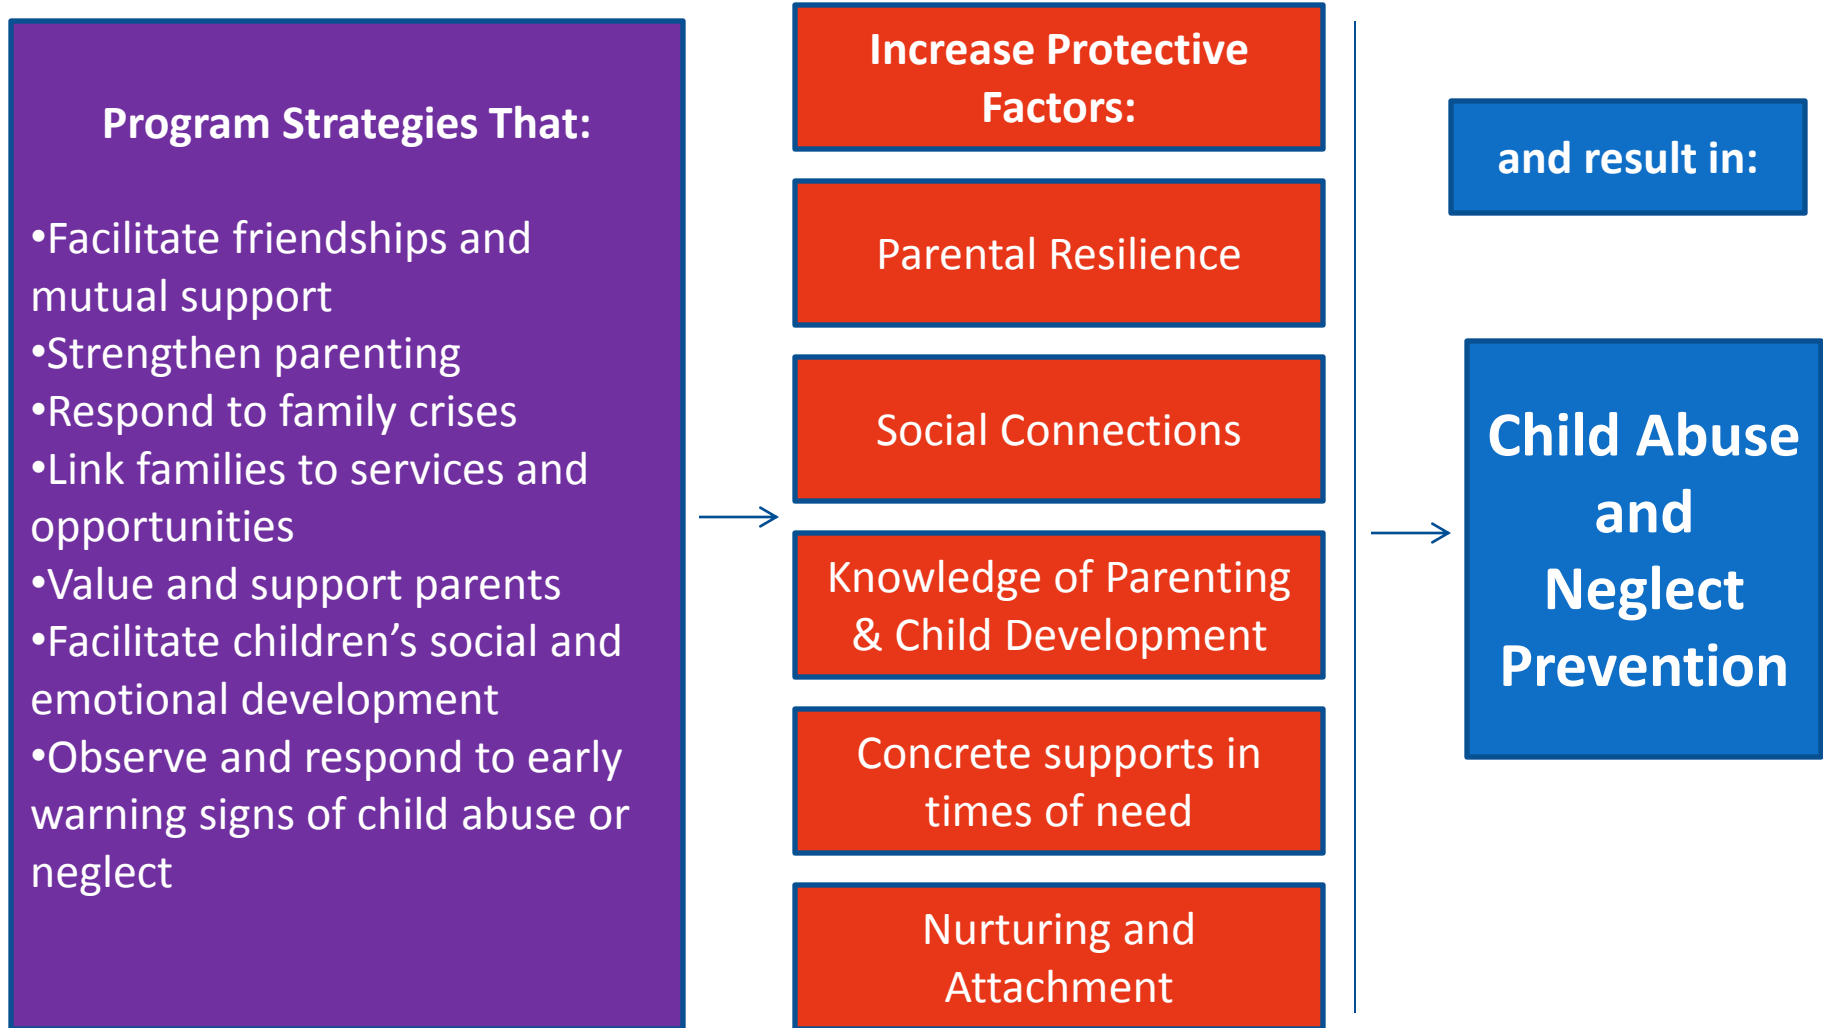 Program Strategies That:
•Facilitate friendships and
mutual support
•Strengthen parenting
•Respond to family crises
•Link families to services and
opportunities
•Value and support parents
•Facilitate children’s social and
emotional development
•Observe and respond to early
warning signs of child abuse or
neglect
Increase Protective
Factors:
Parental Resilience
Social Connections
Knowledge of Parenting
& Child Development
Concrete supports in
times of need
Nurturing and
Attachment
and result in:
Child Abuse
and
Neglect
Prevention